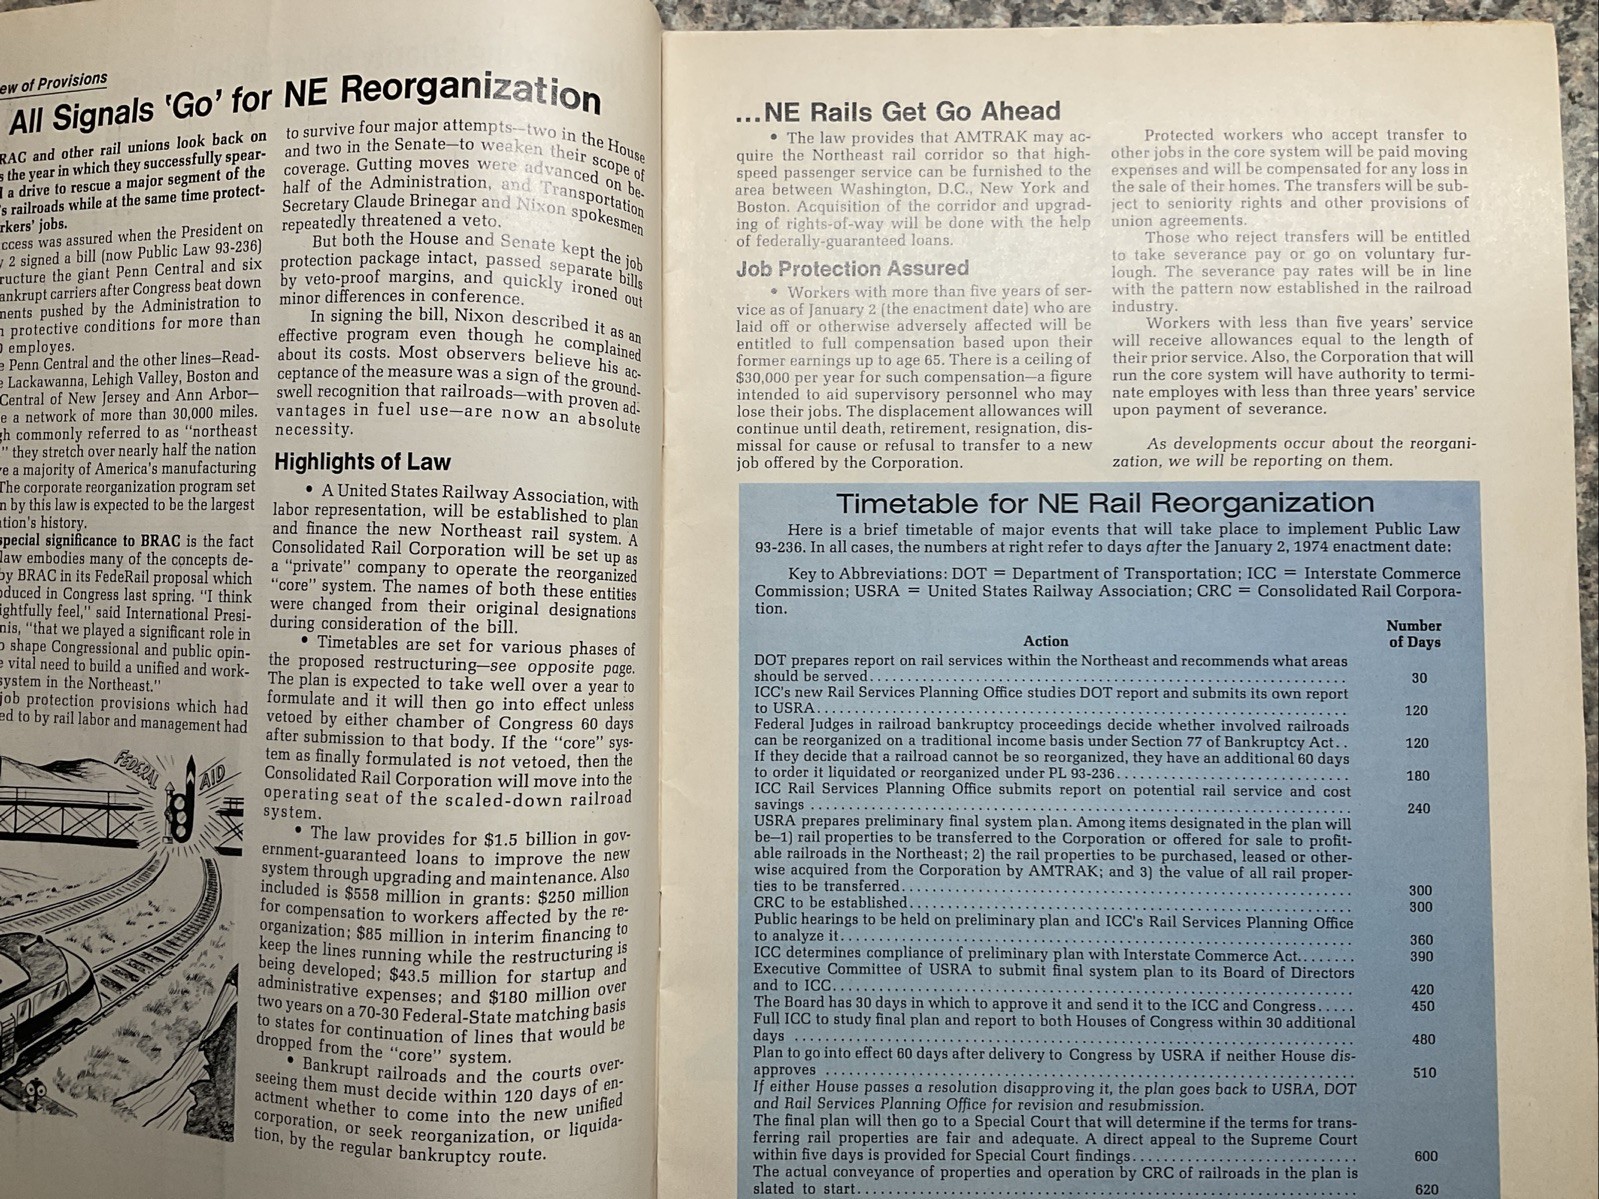 ew of Provisions
All Signals 'Go' for NE Reorganization
RAC and other rail unions look back on
s the year in which they successfully spear-
a drive to rescue a major segment of the
's railroads while at the same time protect-
rkers' jobs.
ccess was assured when the President on
y 2 signed a bill (now Public Law 93-236)
ructure the giant Penn Central and six
ankrupt carriers after Congress beat down
ments pushed by the Administration to
n protective conditions for more than
0 employes.
e Penn Central and the other lines—Read-
e Lackawanna, Lehigh Valley, Boston and
Central of New Jersey and Ann Arbor—
e a network of more than 30,000 miles.
gh commonly referred to as "northeast
" they stretch over nearly half the nation
ve a majority of America's manufacturing
The corporate reorganization program set
n by this law is expected to be the largest
ation's history.
special significance to BRAC is the fact
law embodies many of the concepts de-
by BRAC in its FedeRail proposal which
oduced in Congress last spring. "I think
ightfully feel," said International Presi-
nis, "that we played a significant role in
o shape Congressional and public opin-
e vital need to build a unified and work-
system in the Northeast."
job protection provisions which had
ed to by rail labor and management had
FEDERAL AID
to survive four major attempts—two in the House
and two in the Senate—to weaken their scope of
coverage. Gutting moves were advanced on be-
half of the Administration, and Transportation
Secretary Claude Brinegar and Nixon spokesmen
repeatedly threatened a veto.
But both the House and Senate kept the job
protection package intact, passed separate bills
by veto-proof margins, and quickly ironed out
minor differences in conference.
In signing the bill, Nixon described it as an
effective program even though he complained
about its costs. Most observers believe his ac-
ceptance of the measure was a sign of the ground-
swell recognition that railroads—with proven ad-
vantages in fuel use—are now an absolute
necessity.
Highlights of Law
• A United States Railway Association, with
labor representation, will be established to plan
and finance the new Northeast rail system. A
Consolidated Rail Corporation will be set up as
a "private" company to operate the reorganized
"core" system. The names of both these entities
were changed from their original designations
during consideration of the bill.
• Timetables are set for various phases of
the proposed restructuring—see opposite page.
The plan is expected to take well over a year to
formulate and it will then go into effect unless
vetoed by either chamber of Congress 60 days
after submission to that body. If the "core" sys-
tem as finally formulated is not vetoed, then the
Consolidated Rail Corporation will move into the
operating seat of the scaled-down railroad
system.
• The law provides for $1.5 billion in gov-
ernment-guaranteed loans to improve the new
system through upgrading and maintenance. Also
included is $558 million in grants: $250 million
for compensation to workers affected by the re-
organization; $85 million in interim financing to
keep the lines running while the restructuring is
being developed; $43.5 million for startup and
administrative expenses; and $180 million over
two years on a 70-30 Federal-State matching basis
to states for continuation of lines that would be
dropped from the "core" system.
• Bankrupt railroads and the courts over-
seeing them must decide within 120 days of en-
actment whether to come into the new unified
corporation, or seek reorganization, or liquida-
tion, by the regular bankruptcy route.
...NE Rails Get Go Ahead
• The law provides that AMTRAK may ac-
quire the Northeast rail corridor so that high-
speed passenger service can be furnished to the
area between Washington, D.C., New York and
Boston. Acquisition of the corridor and upgrad-
ing of rights-of-way will be done with the help
of federally-guaranteed loans.
Job Protection Assured
• Workers with more than five years of ser-
vice as of January 2 (the enactment date) who are
laid off or otherwise adversely affected will be
entitled to full compensation based upon their
former earnings up to age 65. There is a ceiling of
$30,000 per year for such compensation—a figure
intended to aid supervisory personnel who may
lose their jobs. The displacement allowances will
continue until death, retirement, resignation, dis-
missal for cause or refusal to transfer to a new
job offered by the Corporation.
Protected workers who accept transfer to
other jobs in the core system will be paid moving
expenses and will be compensated for any loss in
the sale of their homes. The transfers will be sub-
ject to seniority rights and other provisions of
union agreements.
Those who reject transfers will be entitled
to take severance pay or go on voluntary fur-
lough. The severance pay rates will be in line
with the pattern now established in the railroad
industry.
Workers with less than five years' service
will receive allowances equal to the length of
their prior service. Also, the Corporation that will
run the core system will have authority to termi-
nate employes with less than three years' service
upon payment of severance.
As developments occur about the reorgani-
zation, we will be reporting on them.
Timetable for NE Rail Reorganization
Here is a brief timetable of major events that will take place to implement Public Law
93-236. In all cases, the numbers at right refer to days after the January 2, 1974 enactment date:
Key to Abbreviations: DOT = Department of Transportation; ICC = Interstate Commerce
Commission; USRA = United States Railway Association; CRC = Consolidated Rail Corpora-
tion.
Action Number of Days
DOT prepares report on rail services within the Northeast and recommends what areas
should be served 30
ICC's new Rail Services Planning Office studies DOT report and submits its own report
to USRA 120
Federal Judges in railroad bankruptcy proceedings decide whether involved railroads
can be reorganized on a traditional income basis under Section 77 of Bankruptcy Act.. 120
If they decide that a railroad cannot be so reorganized, they have an additional 60 days
to order it liquidated or reorganized under PL 93-236 180
ICC Rail Services Planning Office submits report on potential rail service and cost
savings 240
USRA prepares preliminary final system plan. Among items designated in the plan will
be—1) rail properties to be transferred to the Corporation or offered for sale to profit-
able railroads in the Northeast; 2) the rail properties to be purchased, leased or other-
wise acquired from the Corporation by AMTRAK; and 3) the value of all rail proper-
ties to be transferred 300
CRC to be established 300
Public hearings to be held on preliminary plan and ICC's Rail Services Planning Office
to analyze it 360
ICC determines compliance of preliminary plan with Interstate Commerce Act 390
Executive Committee of USRA to submit final system plan to its Board of Directors
and to ICC 420
The Board has 30 days in which to approve it and send it to the ICC and Congress 450
Full ICC to study final plan and report to both Houses of Congress within 30 additional
days 480
Plan to go into effect 60 days after delivery to Congress by USRA if neither House dis-
approves 510
If either House passes a resolution disapproving it, the plan goes back to USRA, DOT
and Rail Services Planning Office for revision and resubmission.
The final plan will then go to a Special Court that will determine if the terms for trans-
ferring rail properties are fair and adequate. A direct appeal to the Supreme Court
within five days is provided for Special Court findings 600
The actual conveyance of properties and operation by CRC of railroads in the plan is
slated to start 620